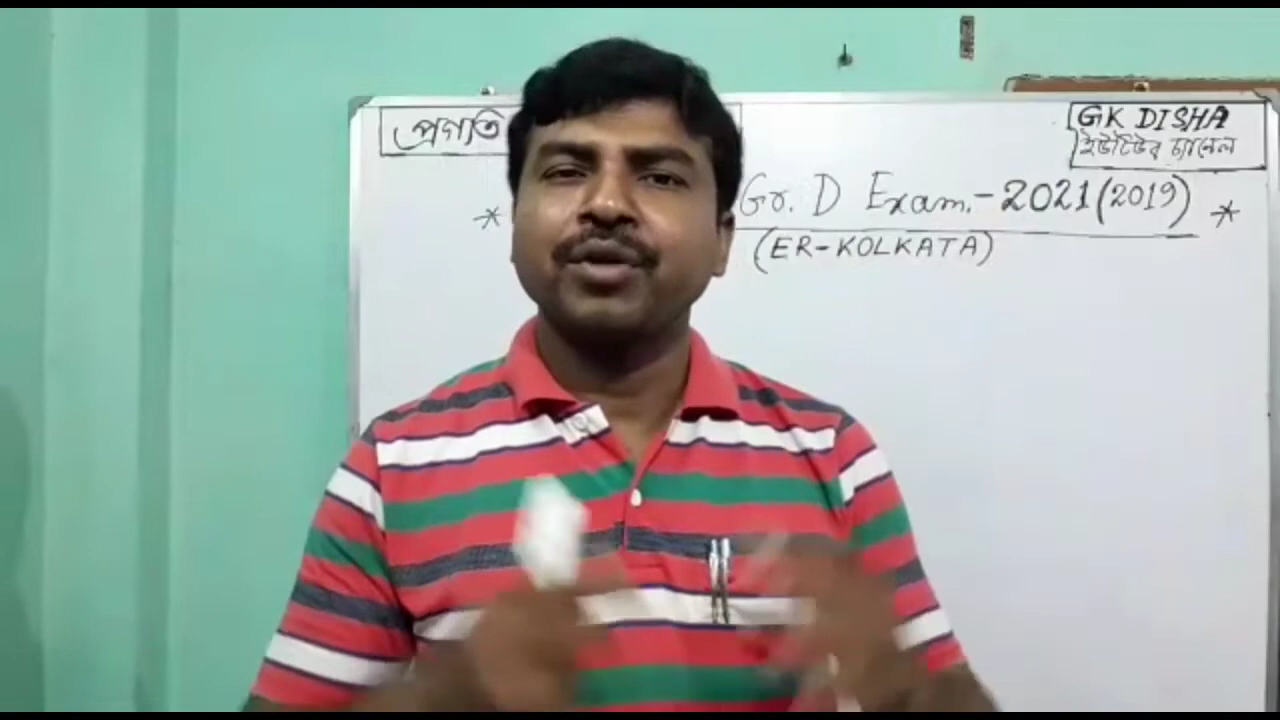 প্রগতি
GK DISHA
ইউটিউব চ্যানেল
* Gr. D Exam.-2021(2019) *
(ER-KOLKATA)